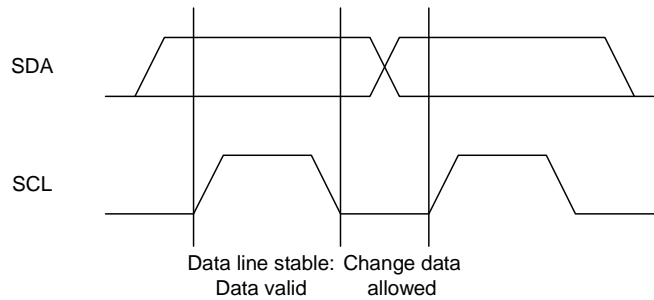 SDA
SCL
Data line stable:
Data valid
Change data
allowed